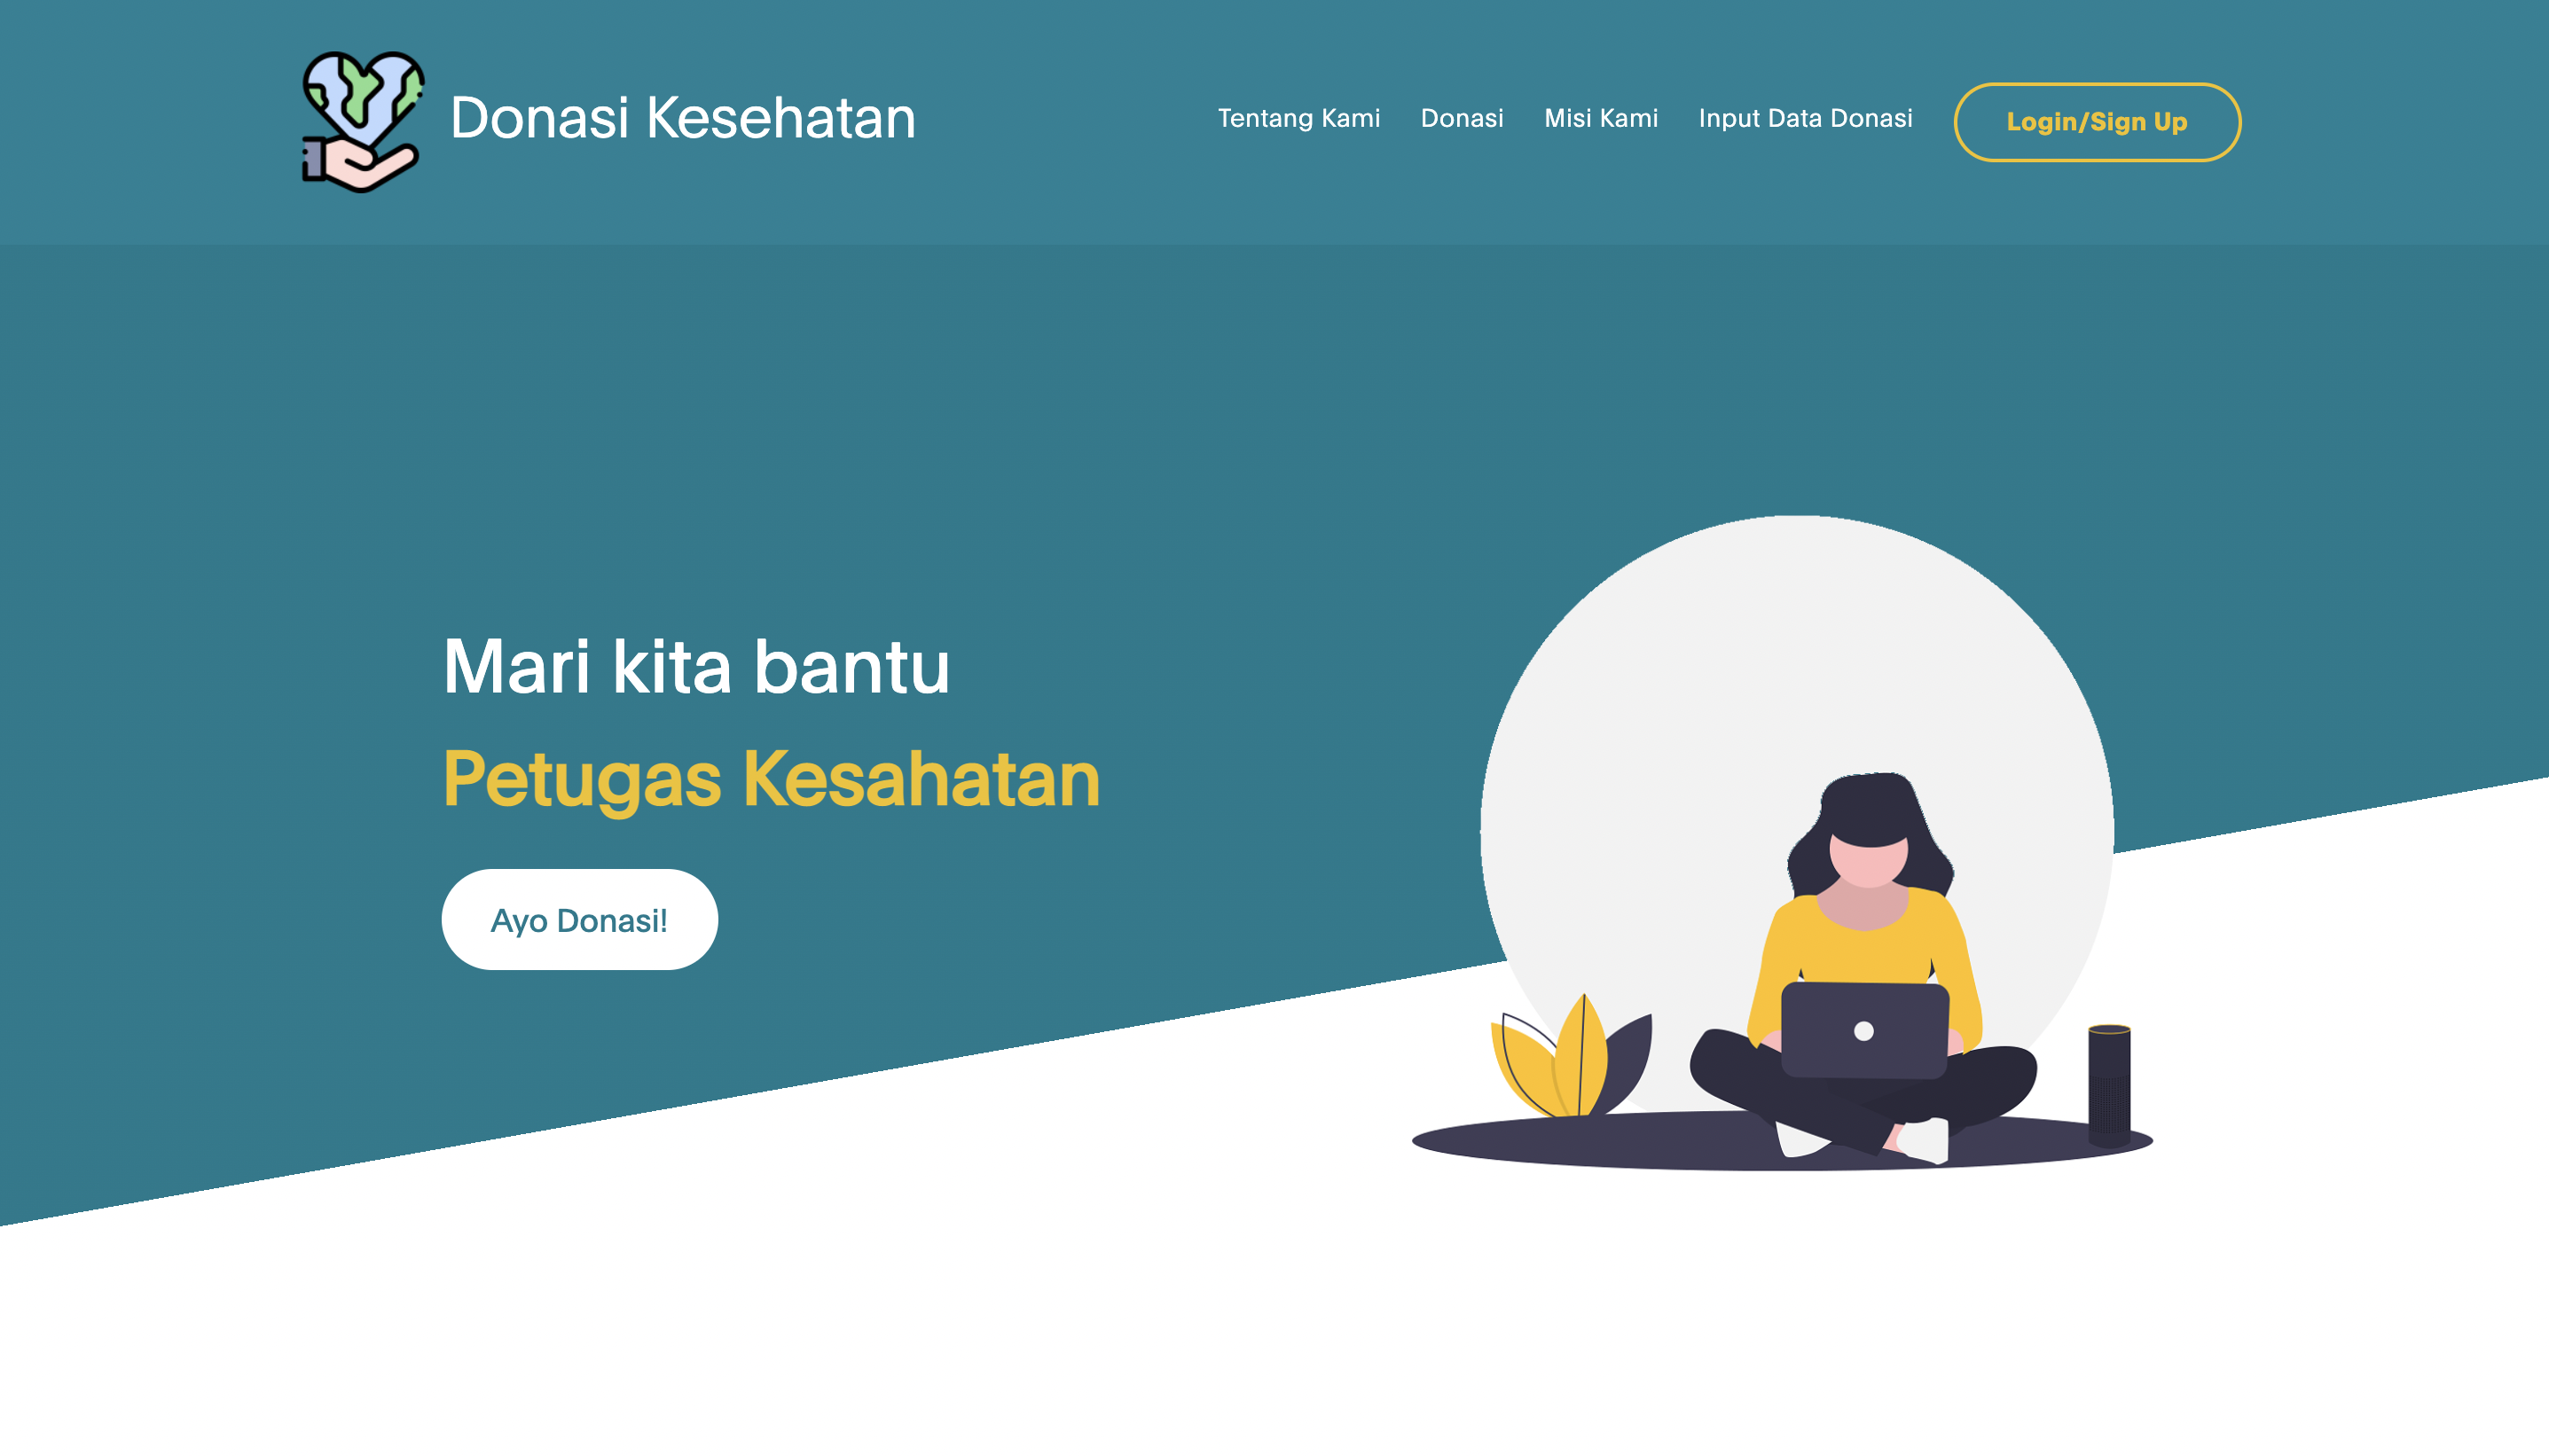 Donasi Kesehatan
Tentang Kami
Donasi
Misi Kami
Input Data Donasi
Login/Sign Up
Mari kita bantu
Petugas Kesahatan
Ayo Donasi!